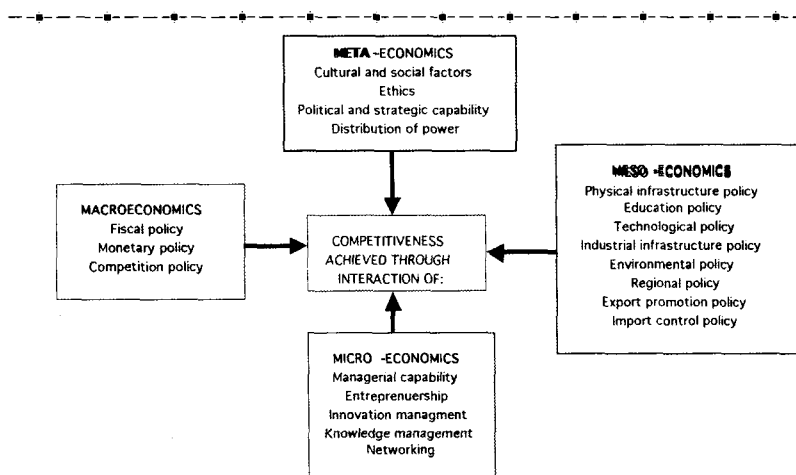 META-ECONOMICS
Cultural and social factors
Ethics
Political and strategic capability
Distribution of power
MACROECONOMICS
Fiscal policy
Monetary policy
Competition policy
COMPETITIVENESS
ACHIEVED THROUGH
INTERACTION OF:
MESO-ECONOMICS
Physical infrastructure policy
Education policy
Technological policy
Industrial infrastructure policy
Environmental policy
Regional policy
Export promotion policy
Import control policy
MICRO-ECONOMICS
Managerial capability
Entreprenuership
Innovation managment
Knowledge management
Networking